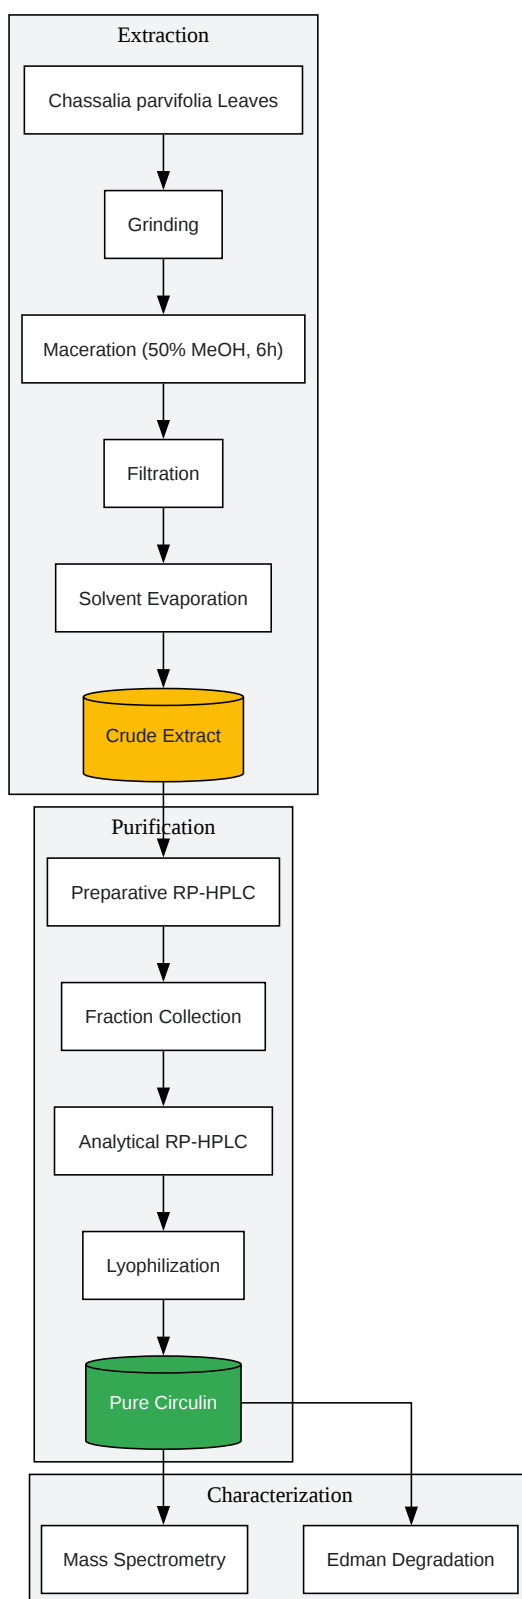 Extraction
Chassalia parvifolia Leaves
Grinding
Maceration (50% MeOH, 6h)
Filtration
Solvent Evaporation
Crude Extract
Purification
Preparative RP-HPLC
Fraction Collection
Analytical RP-HPLC
Lyophilization
Pure Circulin
Characterization
Mass Spectrometry
Edman Degradation